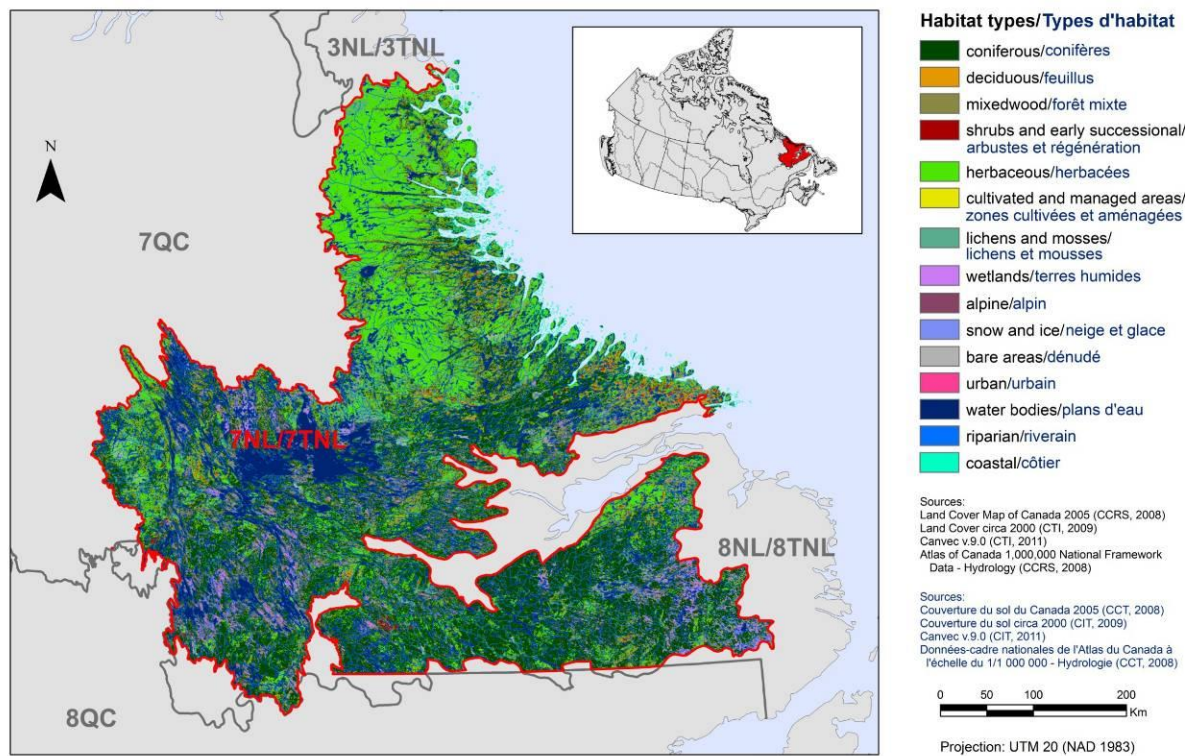 3NL/3TNL
N
7QC
7NL/7TNL
8NL/8TNL
8QC
Habitat types/Types d'habitat
coniferous/conifères
deciduous/feuillus
mixedwood/forêt mixte
shrubs and early successional/
arbustes et régénération
herbaceous/herbacées
cultivated and managed areas/
zones cultivées et aménagées
lichens and mosses/
lichens et mousses
wetlands/terres humides
alpine/alpin
snow and ice/neige et glace
bare areas/dénudé
urban/urbain
water bodies/plans d'eau
riparian/riverain
coastal/côtier
Sources:
Land Cover Map of Canada 2005 (CCRS, 2008)
Land Cover circa 2000 (CTI, 2009)
Canvec v.9.0 (CTI, 2011)
Atlas of Canada 1,000,000 National Framework
Data - Hydrology (CCRS, 2008)
Sources:
Couverture du sol du Canada 2005 (CCT, 2008)
Couverture du sol circa 2000 (CIT, 2009)
Canvec v.9.0 (CIT, 2011)
Données-cadre nationales de l'Atlas du Canada à
l'échelle du 1/1 000 000 - Hydrologie (CCT, 2008)
0 50 100 200
Km
Projection: UTM 20 (NAD 1983)